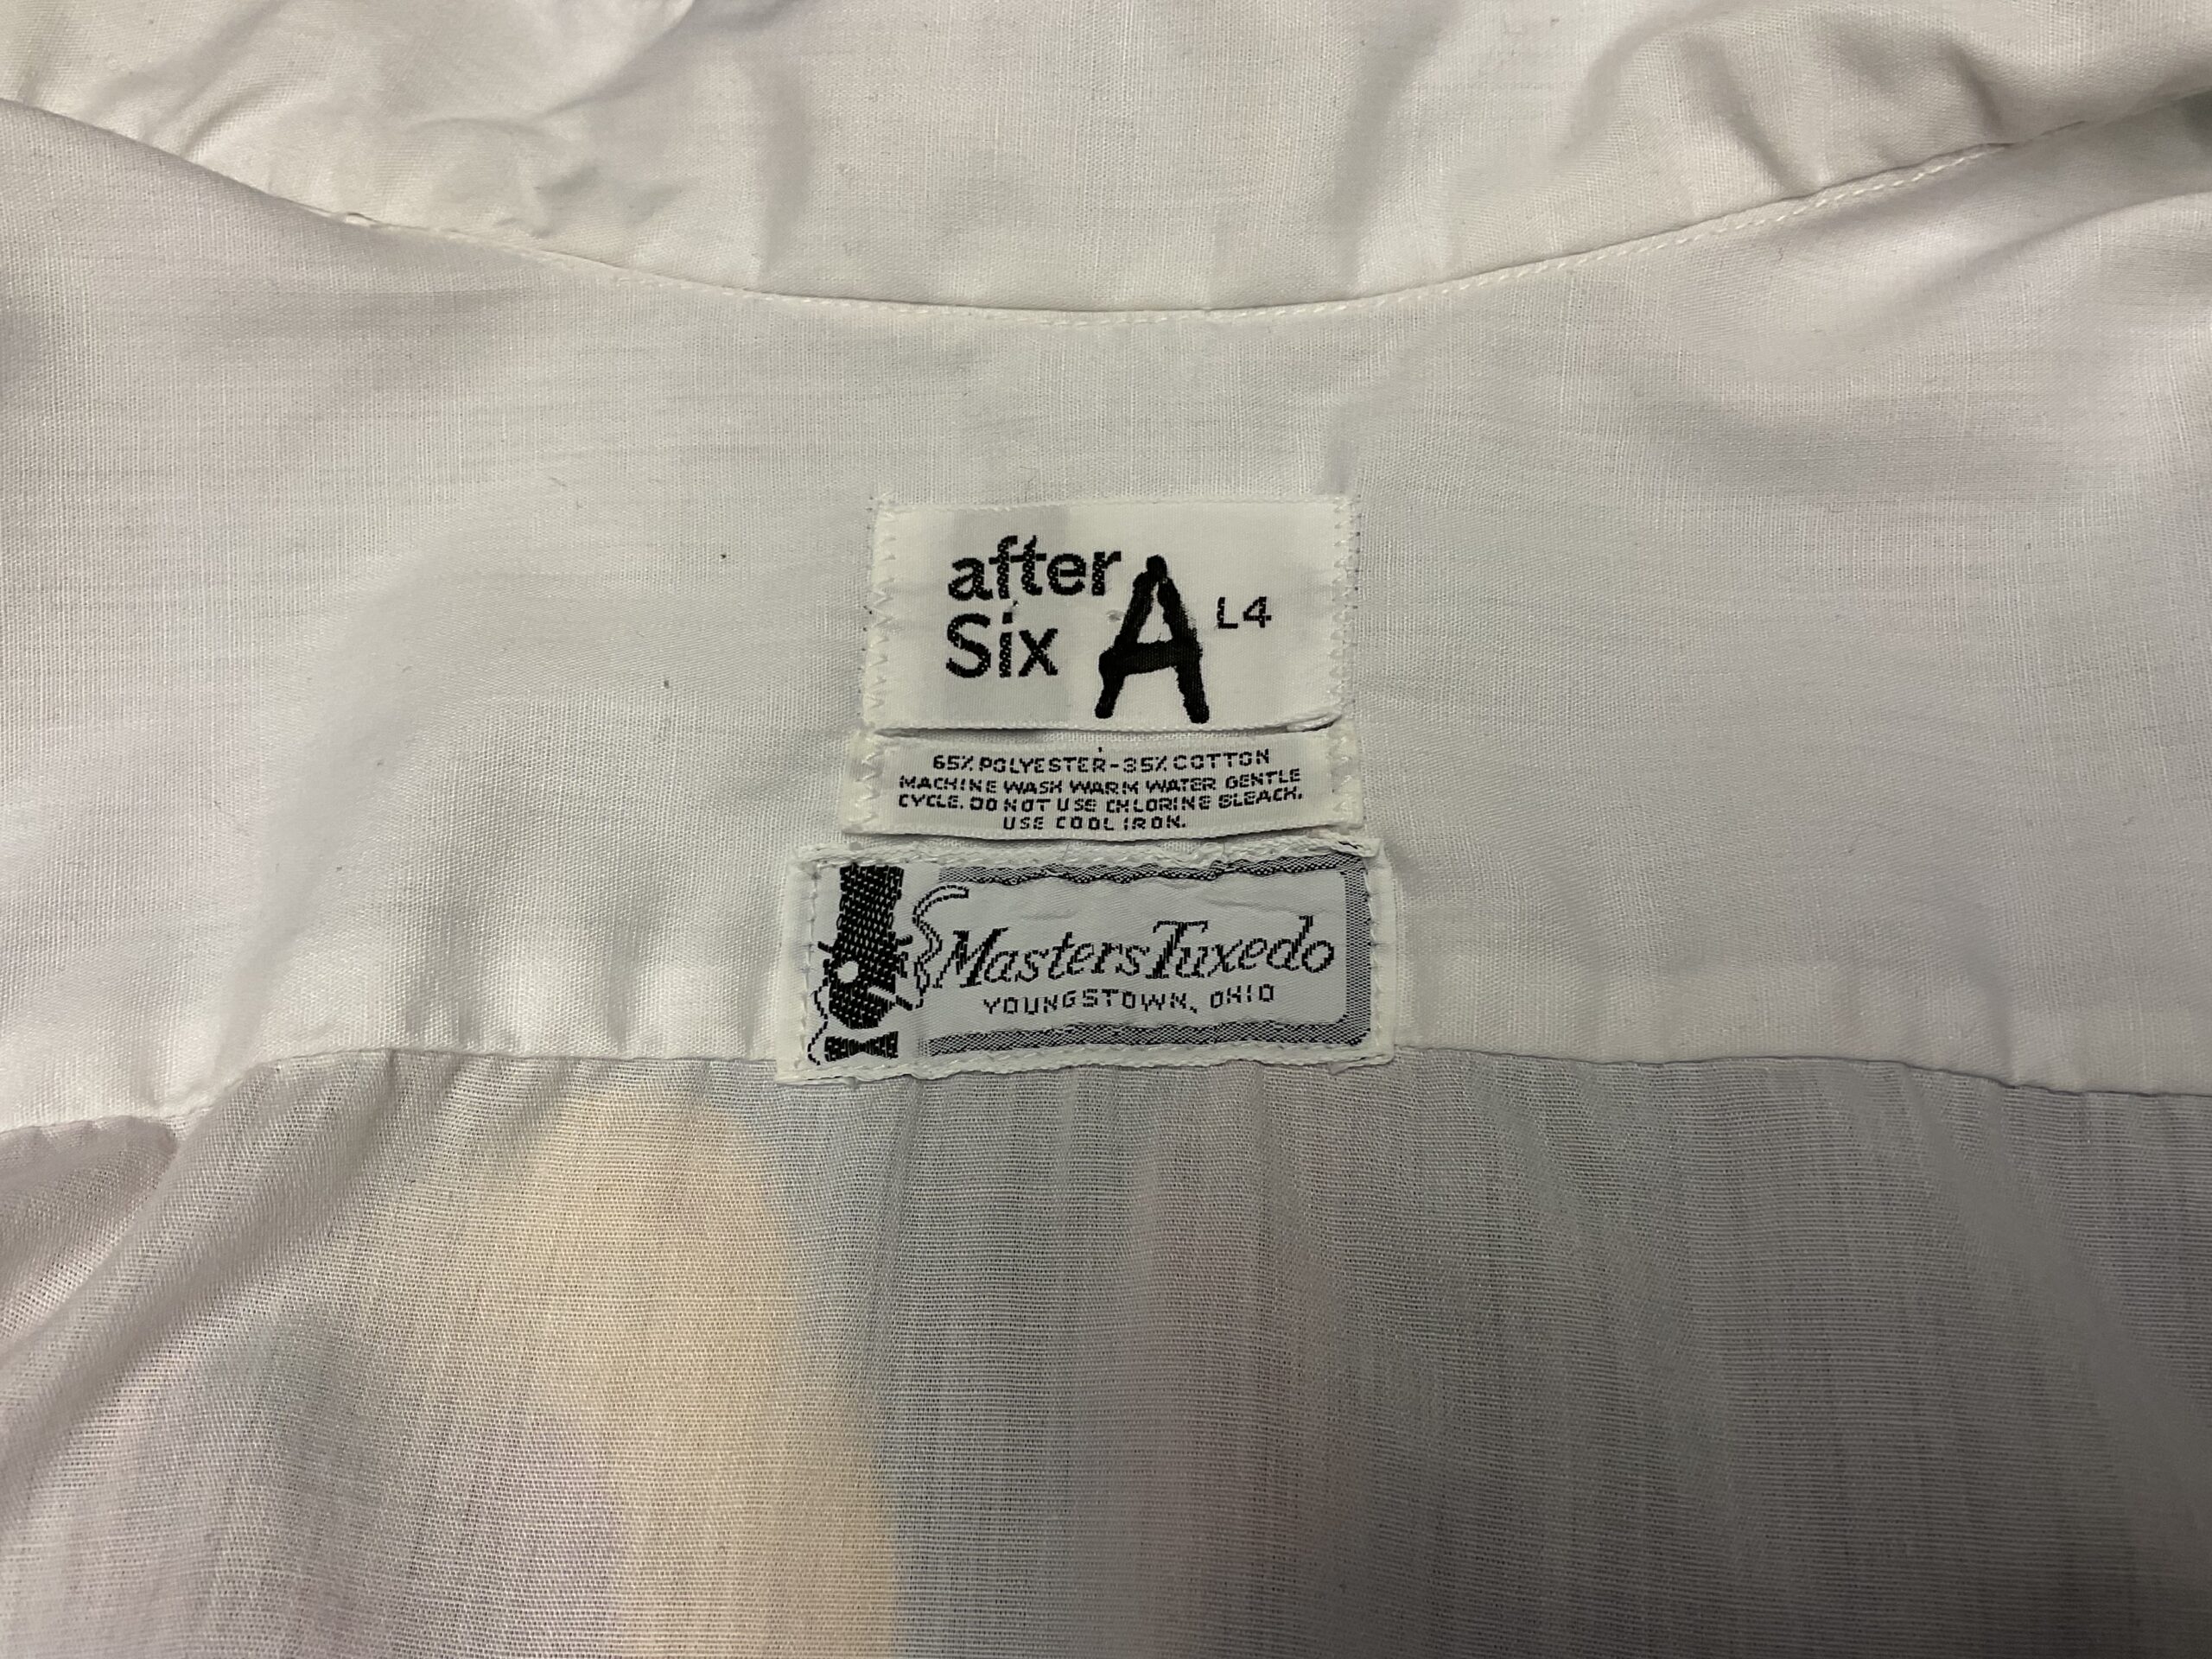 after
Six A L4
65% POLYESTER-35% COTTON
MACHINE WASH WARM WATER GENTLE
CYCLE. DO NOT USE CHLORINE BLEACH.
USE COOL IRON.
Masters Tuxedo
YOUNGSTOWN, OHIO